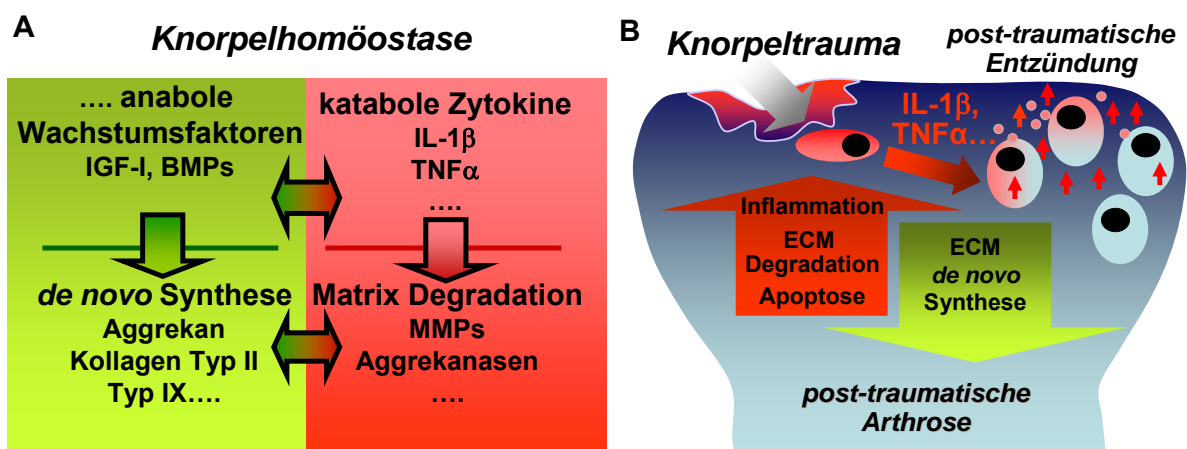 A
Knorpelhomöostase
.... anabole
Wachstumsfaktoren
IGF-I, BMPs
katabole Zytokine
IL-1β
TNFα
....
de novo Synthese
Aggrekan
Kollagen Typ II
Typ IX....
Matrix Degradation
MMPs
Aggrekanasen
....
B
Knorpeltrauma
post-traumatische
Entzündung
IL-1β,
TNFα...
Inflammation
ECM
Degradation
Apoptose
ECM
de novo
Synthese
post-traumatische
Arthrose